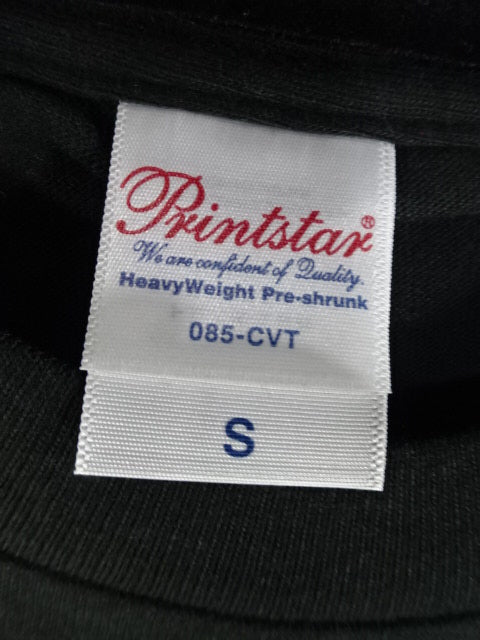 Printstar®
We are confident of Quality.
HeavyWeight Pre-shrunk
085-CVT
S